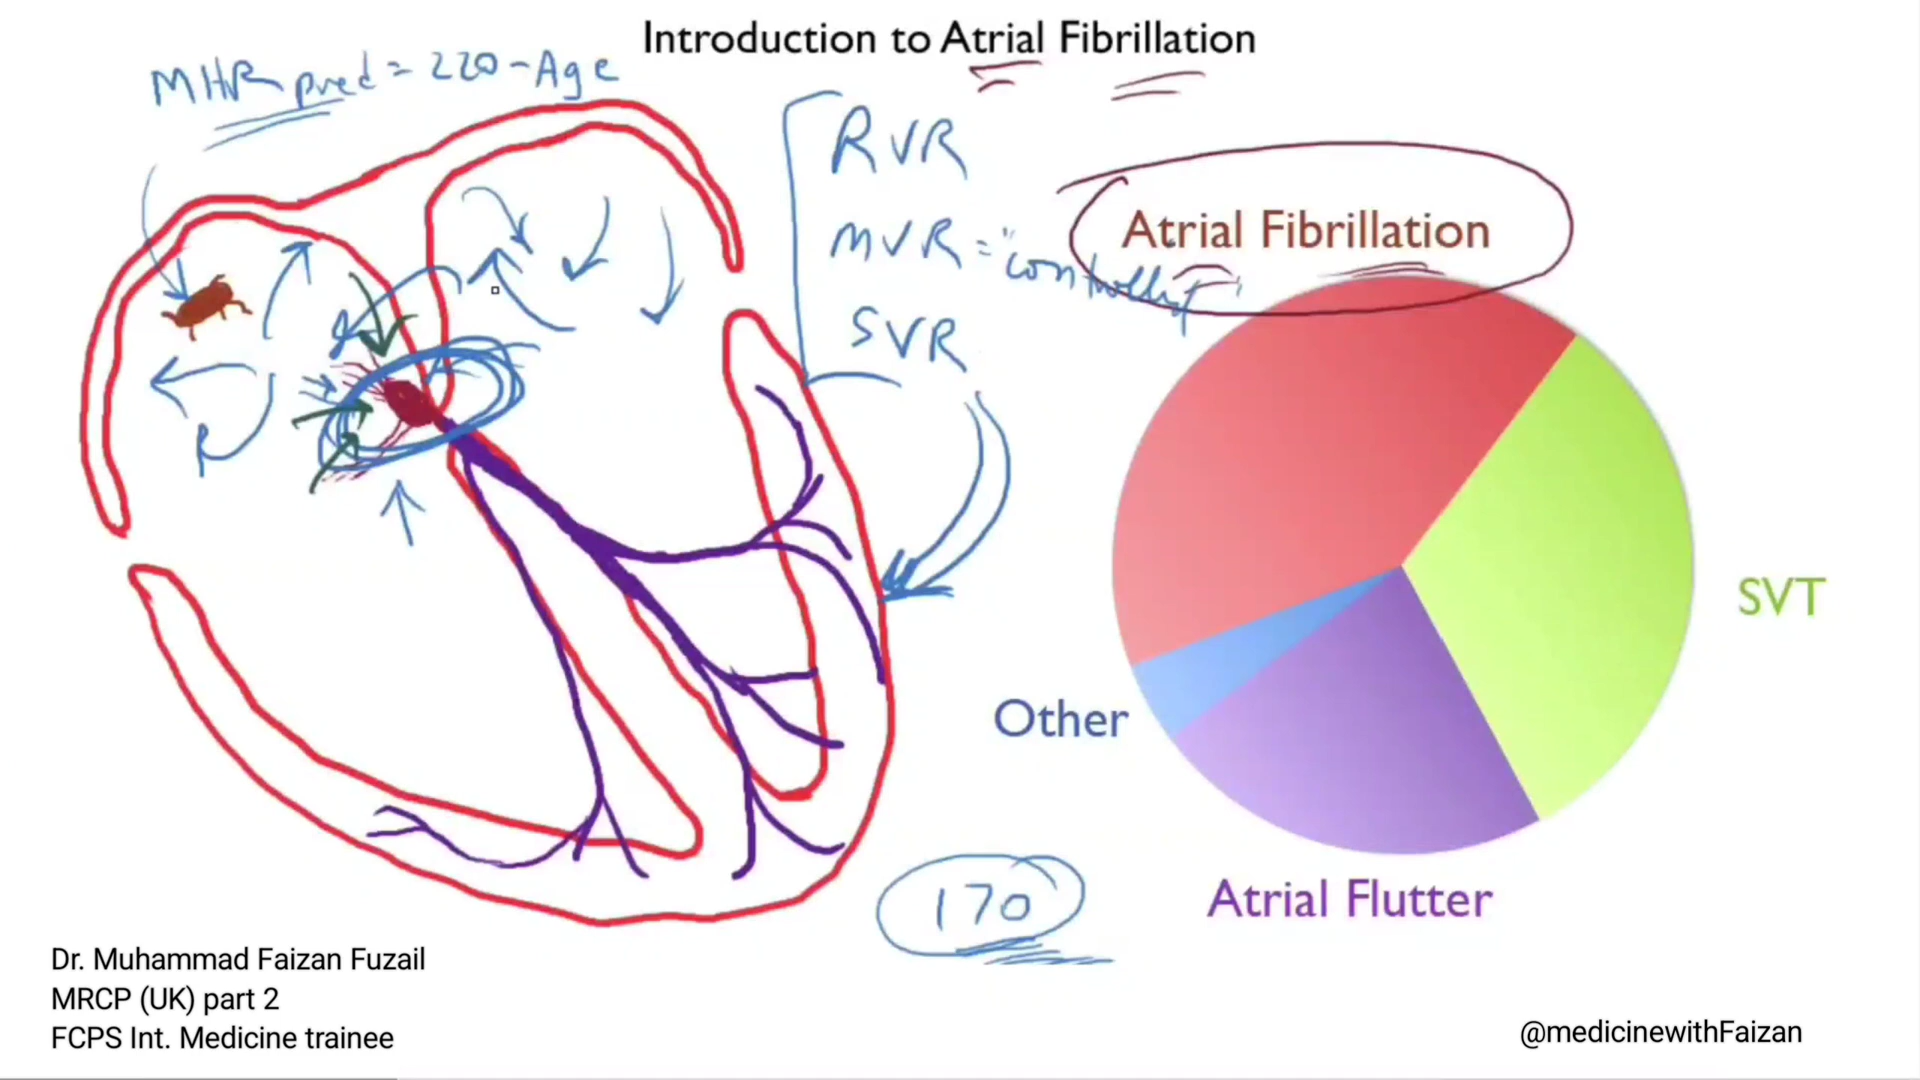 Introduction to Atrial Fibrillation
MHR pred = 220 - Age
RVR
MVR = "controlled"
SVR
Atrial Fibrillation
SVT
Other
Atrial Flutter
170
Dr. Muhammad Faizan Fuzail
MRCP (UK) part 2
FCPS Int. Medicine trainee
@medicinewithFaizan